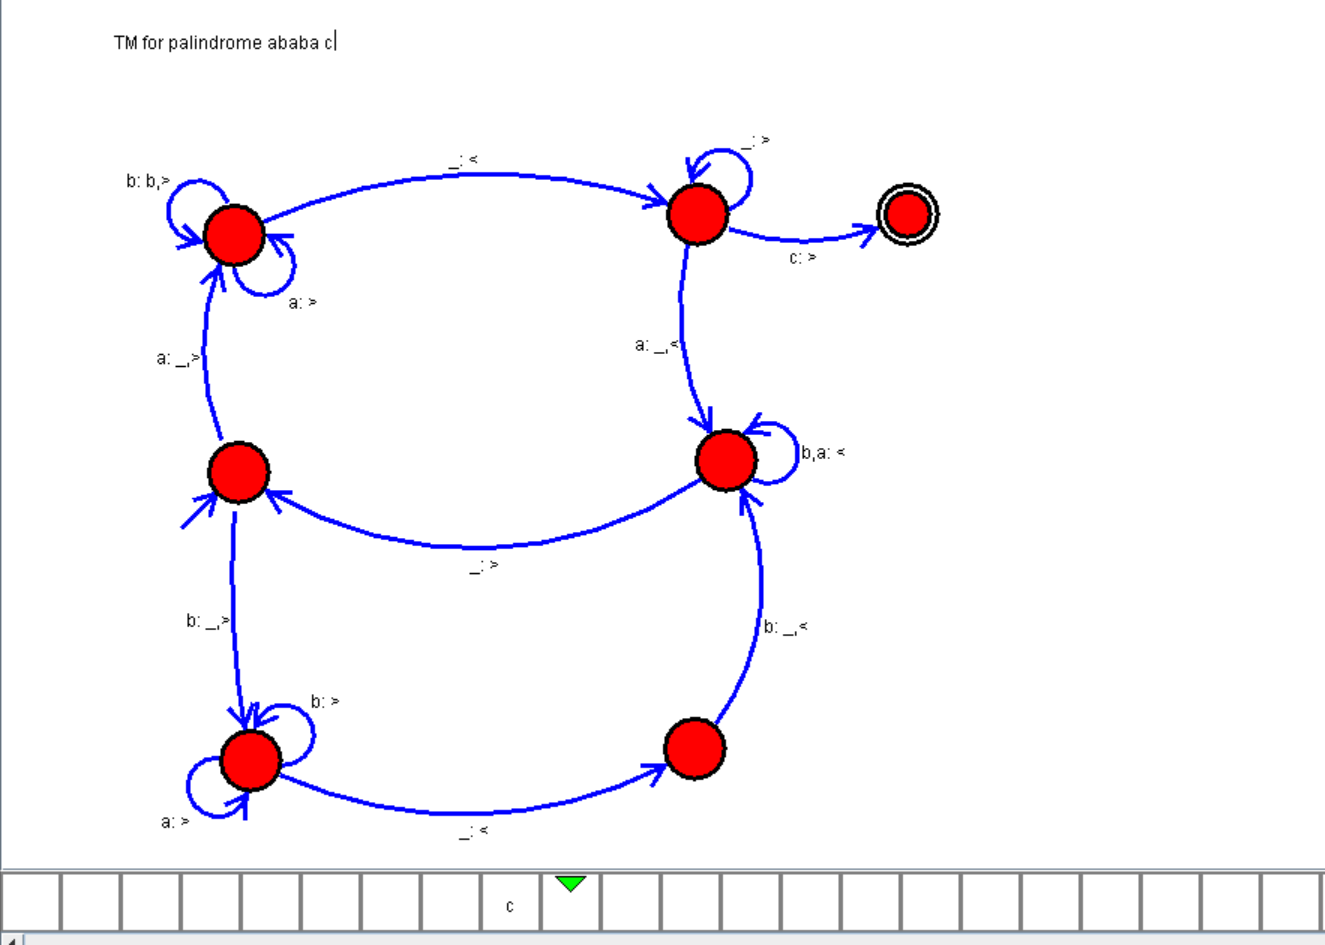 TM for palindrome ababa c
_: >
_: <
b: b,>
c: >
a: >
a: _,<
a: _,>
b,a: <
_: >
b: _,>
b: _,<
b: >
a: >
_: <
c